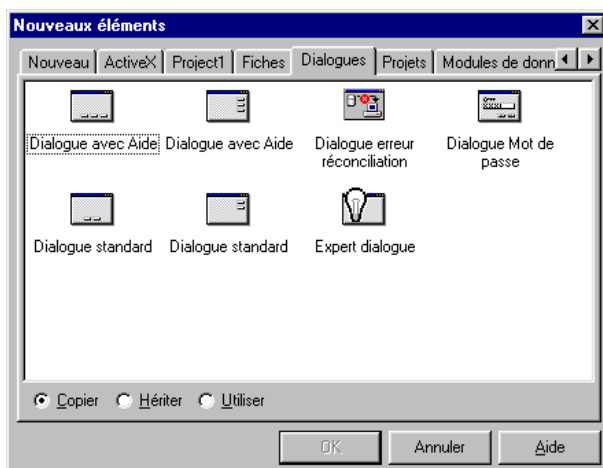 Nouveaux éléments
Nouveau ActiveX Project1 Fiches Dialogues Projets Modules de donn
Dialogue avec Aide Dialogue avec Aide Dialogue erreur Dialogue Mot de
réconciliation passe
Dialogue standard Dialogue standard Expert dialogue
Copier Hériter Utiliser
OK Annuler Aide